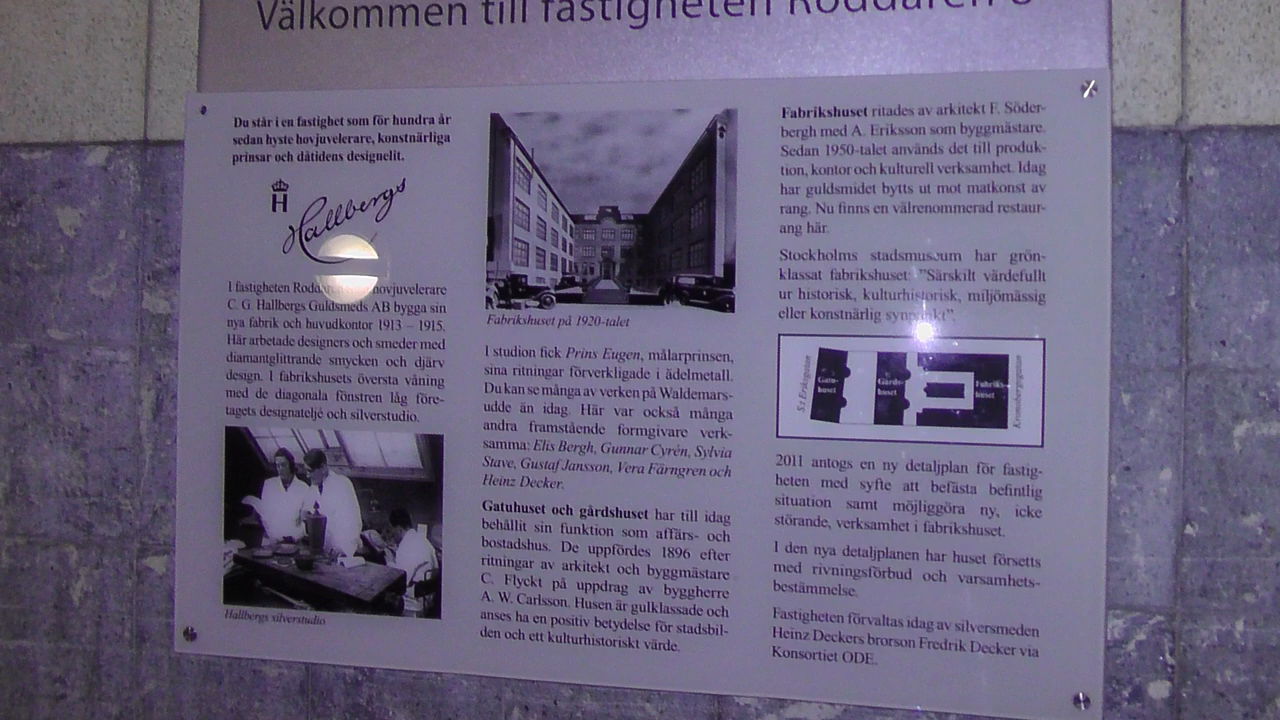 Välkommen till fastigheten Roddaren
Du står i en fastighet som för hundra år
sedan hyste hovjuvelerare, konstnärliga
prinsar och dåtidens designelit.
H
Hallbergs
I fastigheten hovjuvelerare
C. G. Hallbergs Guldsmeds AB bygga sin
nya fabrik och huvudkontor 1913 – 1915.
Här arbetade designers och smeder med
diamantglittrande smycken och djärv
design. I fabrikshusets översta våning
med de diagonala fönstren låg före-
tagets designateljé och silverstudio.
Hallbergs silverstudio
Fabrikshuset på 1920-talet
I studion fick Prins Eugen, målarprinsen,
sina ritningar förverkligade i ädelmetall.
Du kan se många av verken på Waldemars-
udde än idag. Här var också många
andra framstående formgivare verk-
samma: Elis Bergh, Gunnar Cyrén, Sylvia
Stave, Gustaf Jansson, Vera Färngren och
Heinz Decker.
Gatuhuset och gårdshuset har till idag
behållit sin funktion som affärs- och
bostadshus. De uppfördes 1896 efter
ritningar av arkitekt och byggmästare
C. Flyckt på uppdrag av byggherre
A. W. Carlsson. Husen är gulklassade och
anses ha en positiv betydelse för stadsbil-
den och ett kulturhistoriskt värde.
Fabrikshuset ritades av arkitekt F. Söder-
bergh med A. Eriksson som byggmästare.
Sedan 1950-talet används det till produk-
tion, kontor och kulturell verksamhet. Idag
har guldsmidet bytts ut mot matkonst av
rang. Nu finns en välrenommerad restaur-
ang här.
Stockholms stadsmuseum har grön-
klassat fabrikshuset: "Särskilt värdefullt
ur historisk, kulturhistorisk, miljömässig
eller konstnärlig synpunkt".
S:t Eriksgatan
Gatu-
huset
Gårds-
huset
Fabriks-
huset
Kronobergsgatan
2011 antogs en ny detaljplan för fastig-
heten med syfte att befästa befintlig
situation samt möjliggöra ny, icke
störande, verksamhet i fabrikshuset.
I den nya detaljplanen har huset försetts
med rivningsförbud och varsamhets-
bestämmelse.
Fastigheten förvaltas idag av silversmeden
Heinz Deckers brorson Fredrik Decker via
Konsortiet ODE.